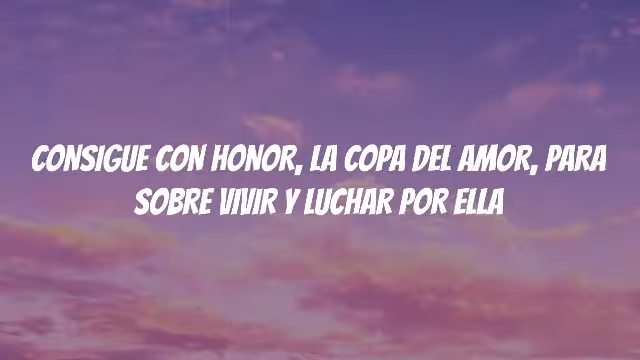 CONSIGUE CON HONOR, LA COPA DEL AMOR, PARA
SOBRE VIVIR Y LUCHAR POR ELLA